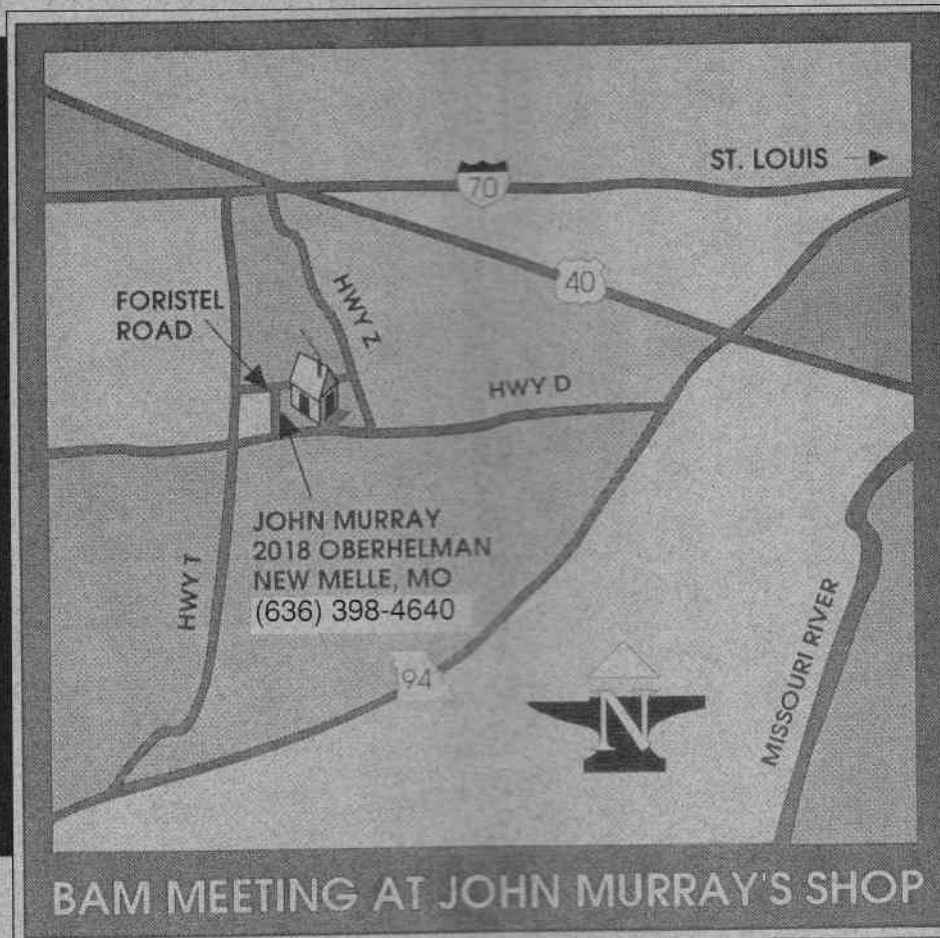 ST. LOUIS
70
40
FORISTEL
ROAD
HWY Z
HWY D
JOHN MURRAY
2018 OBERHELMAN
NEW MELLE, MO
(636) 398-4640
HWY T
94
N
MISSOURI RIVER
BAM MEETING AT JOHN MURRAY'S SHOP